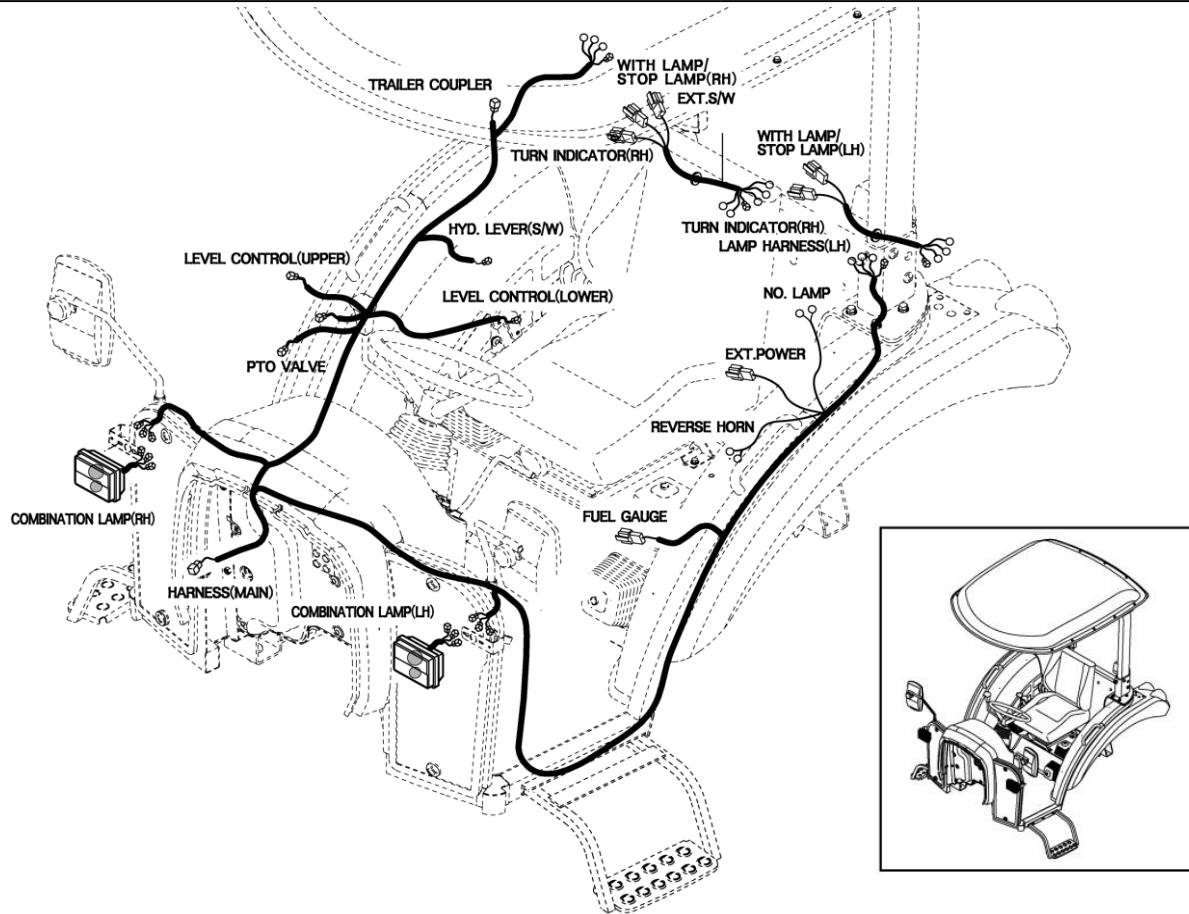 WITH LAMP/
STOP LAMP(RH)
TRAILER COUPLER
EXT.S/W
WITH LAMP/
STOP LAMP(LH)
TURN INDICATOR(RH)
HYD. LEVER(S/W)
TURN INDICATOR(RH)
LAMP HARNESS(LH)
LEVEL CONTROL(UPPER)
LEVEL CONTROL(LOWER)
NO. LAMP
PTO VALVE
EXT.POWER
REVERSE HORN
COMBINATION LAMP(RH)
FUEL GAUGE
HARNESS(MAIN)
COMBINATION LAMP(LH)